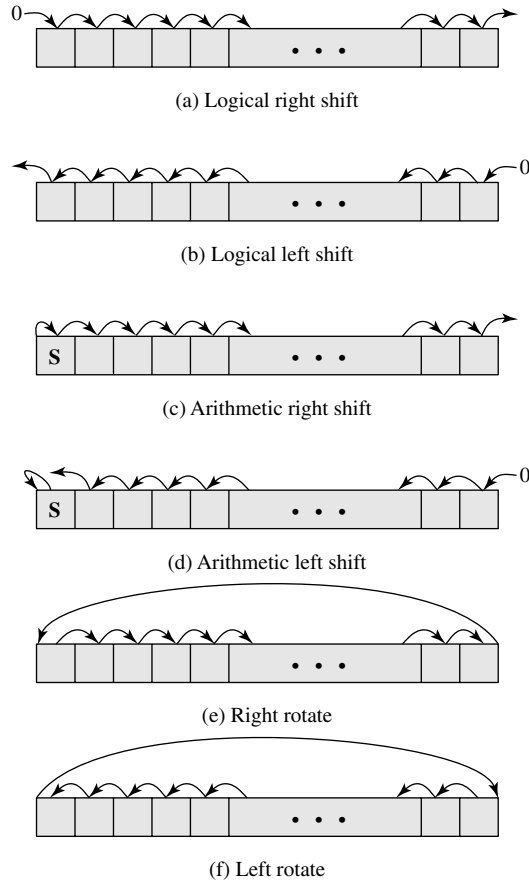 0
• • •
(a) Logical right shift
0
• • •
(b) Logical left shift
S
• • •
(c) Arithmetic right shift
0
S
• • •
(d) Arithmetic left shift
• • •
(e) Right rotate
• • •
(f) Left rotate